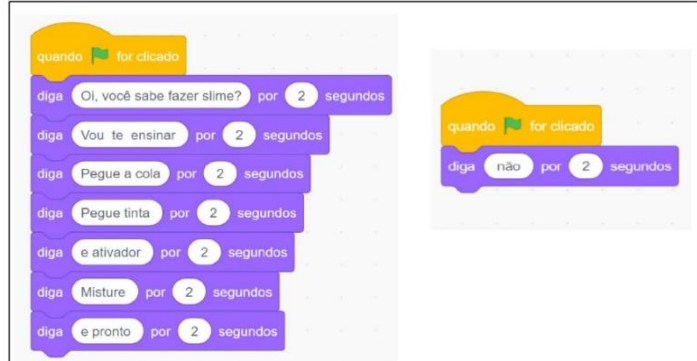 quando for clicado
diga Oi, você sabe fazer slime? por 2 segundos
diga Vou te ensinar por 2 segundos
diga Pegue a cola por 2 segundos
diga Pegue tinta por 2 segundos
diga e ativador por 2 segundos
diga Misture por 2 segundos
diga e pronto por 2 segundos
quando for clicado
diga não por 2 segundos